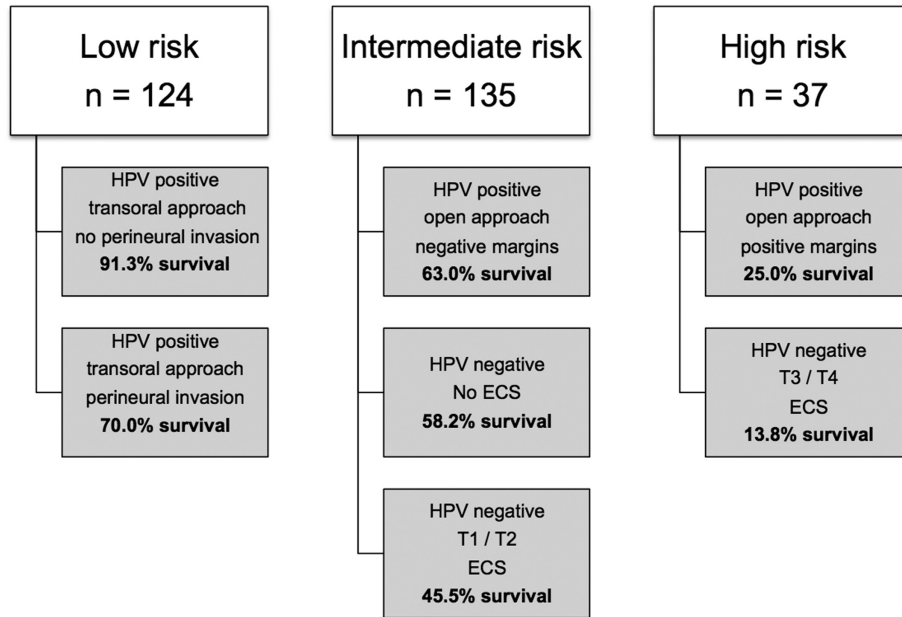 Low risk
n = 124
HPV positive
transoral approach
no perineural invasion
91.3% survival
HPV positive
transoral approach
perineural invasion
70.0% survival
Intermediate risk
n = 135
HPV positive
open approach
negative margins
63.0% survival
HPV negative
No ECS
58.2% survival
HPV negative
T1 / T2
ECS
45.5% survival
High risk
n = 37
HPV positive
open approach
positive margins
25.0% survival
HPV negative
T3 / T4
ECS
13.8% survival